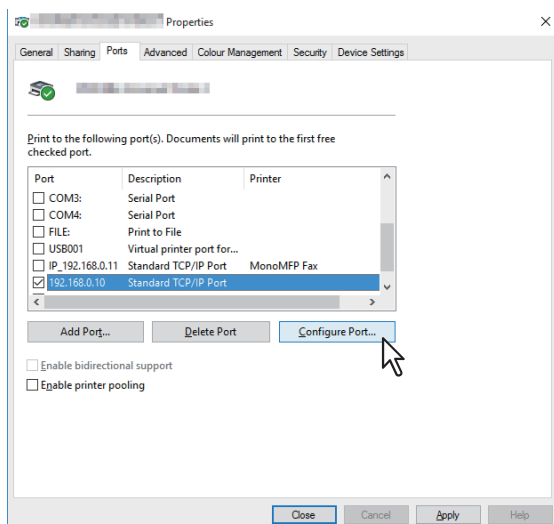 Properties
General Sharing Ports Advanced Colour Management Security Device Settings
Print to the following port(s). Documents will print to the first free
checked port.
Port Description Printer
COM3: Serial Port
COM4: Serial Port
FILE: Print to File
USB001 Virtual printer port for...
IP_192.168.0.11 Standard TCP/IP Port MonoMFP Fax
192.168.0.10 Standard TCP/IP Port
Add Port... Delete Port Configure Port...
Enable bidirectional support
Enable printer pooling
Close Cancel Apply Help